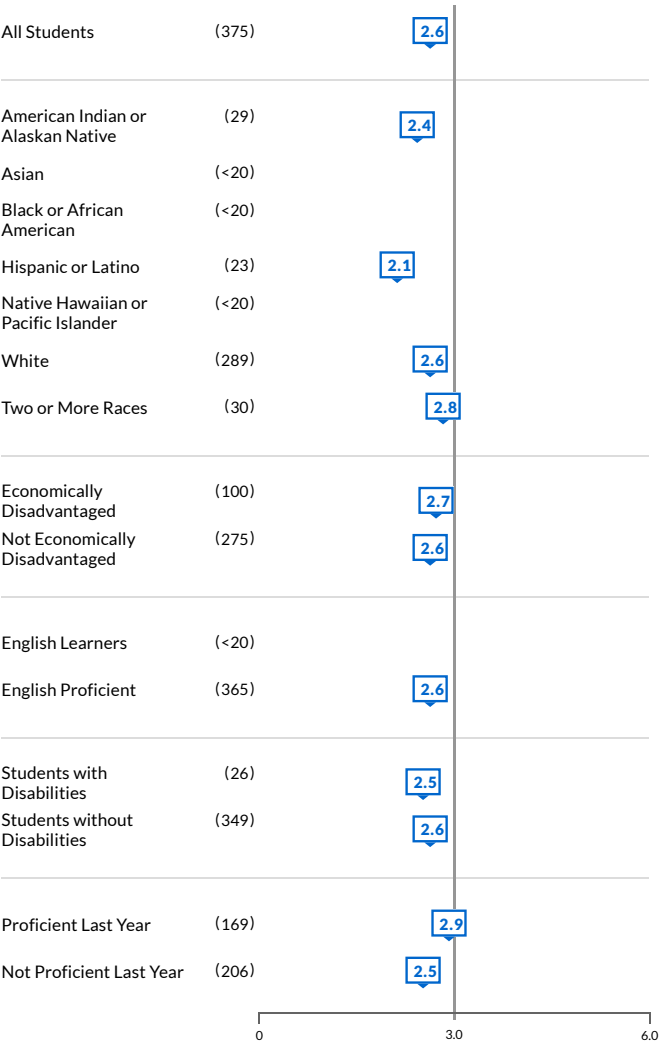 All Students (375) 2.6
American Indian or (29) 2.4
Alaskan Native
Asian (<20)
Black or African (<20)
American
Hispanic or Latino (23) 2.1
Native Hawaiian or (<20)
Pacific Islander
White (289) 2.6
Two or More Races (30) 2.8
Economically (100) 2.7
Disadvantaged
Not Economically (275) 2.6
Disadvantaged
English Learners (<20)
English Proficient (365) 2.6
Students with (26) 2.5
Disabilities
Students without (349) 2.6
Disabilities
Proficient Last Year (169) 2.9
Not Proficient Last Year (206) 2.5
0 3.0 6.0